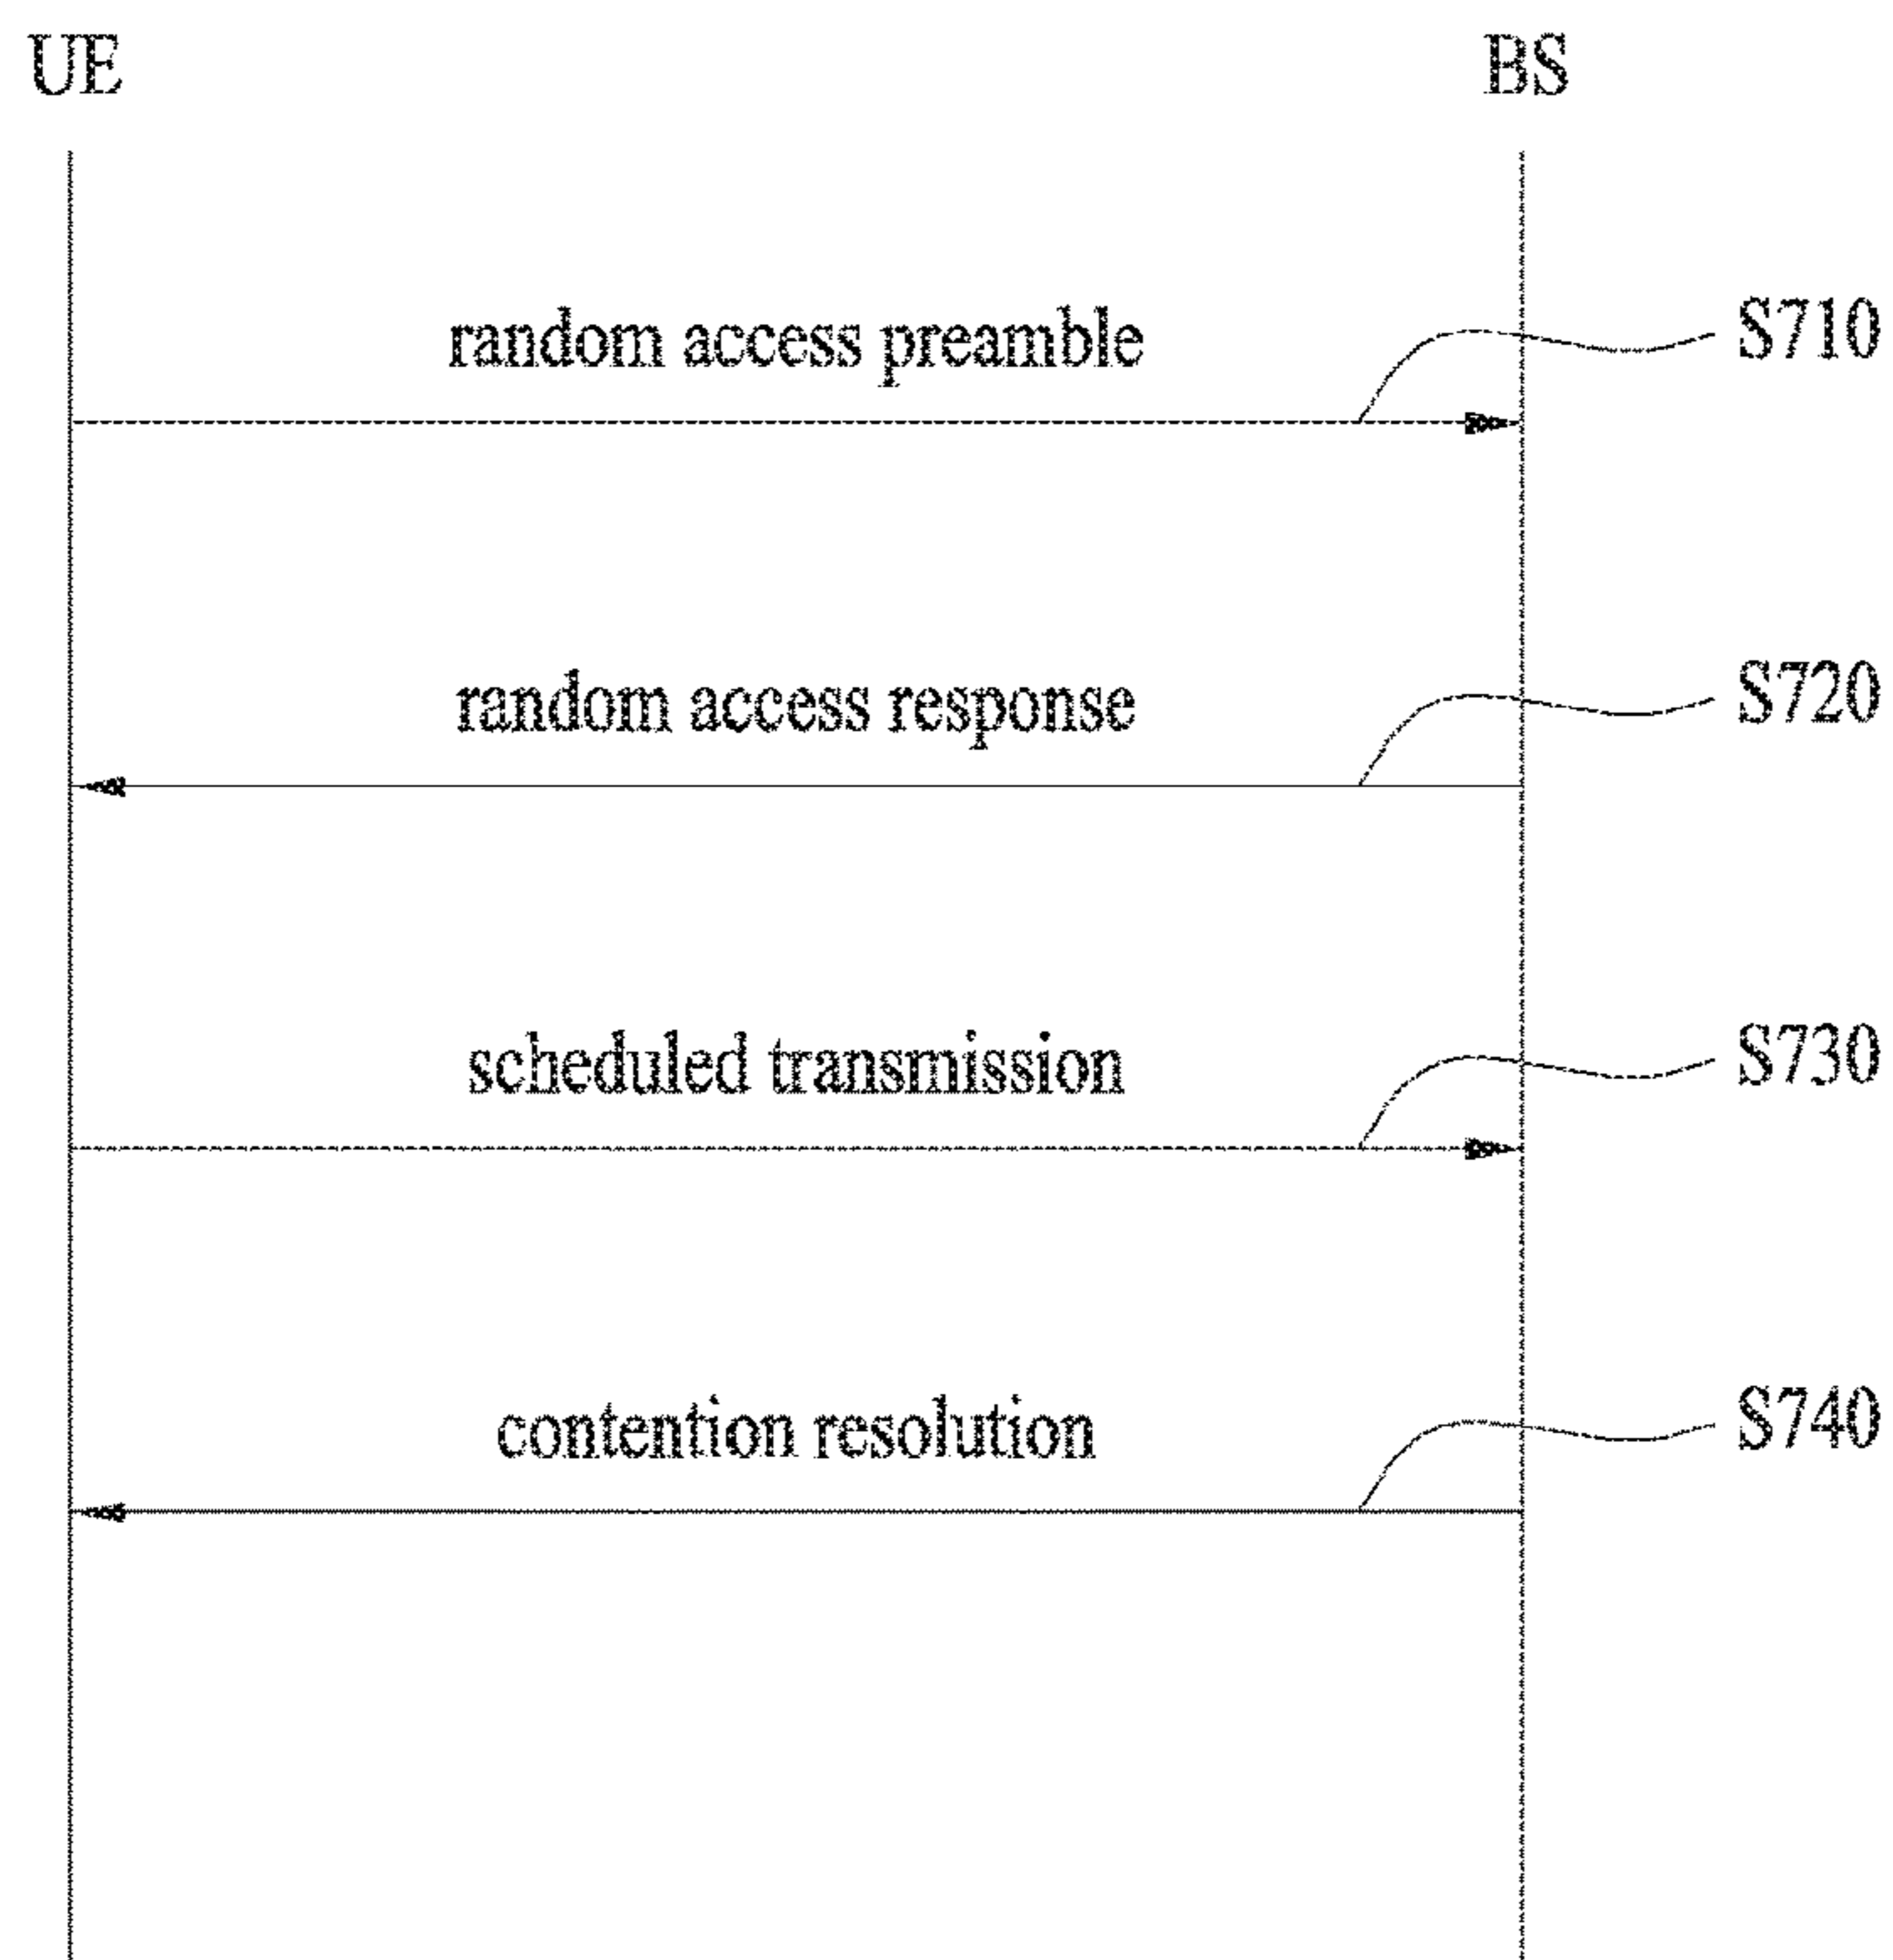 UE
BS
random access preamble
S710
random access response
S720
scheduled transmission
S730
contention resolution
S740